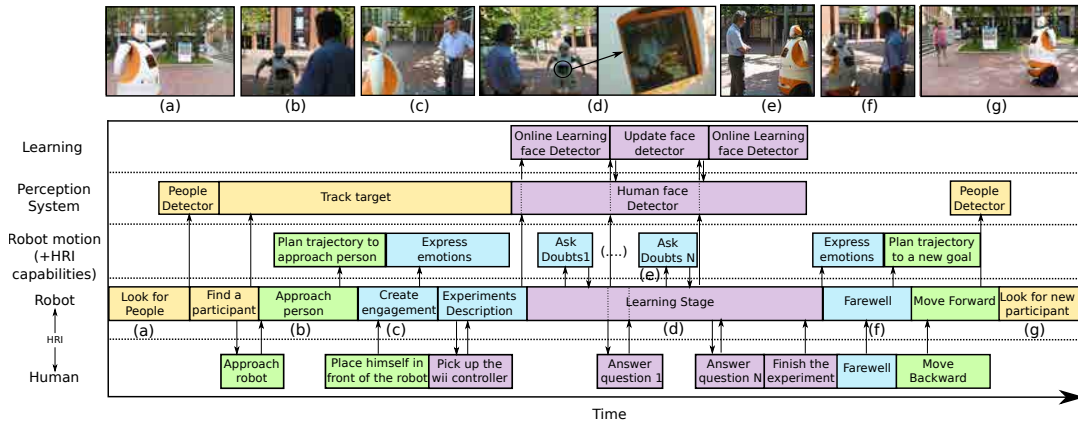 (a)
(b)
(c)
(d)
(e)
(f)
(g)
Learning
Online Learning
face Detector
Update face
detector
Online Learning
face Detector
Perception
System
People
Detector
Track target
Human face
Detector
People
Detector
Robot motion
(+HRI
capabilities)
Plan trajectory to
approach person
Express
emotions
Ask
Doubts1
(....)
Ask
Doubts N
(e)
Express
emotions
Plan trajectory
to a new goal
Robot
Look for
People
(a)
Find a
participant
Approach
person
(b)
Create
engagement
(c)
Experiments
Description
Learning Stage
(d)
Farewell
(f)
Move Forward
Look for new
participant
(g)
HRI
Human
Approach
robot
Place himself in
front of the robot
Pick up the
wii controller
Answer
question 1
Answer
question N
Finish the
experiment
Farewell
Move
Backward
Time